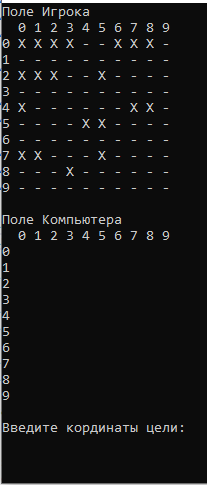 Поле Игрока
0 1 2 3 4 5 6 7 8 9
0 X X X X - - X X X -
1 - - - - - - - - - -
2 X X X - - X - - - -
3 - - - - - - - - - -
4 X - - - - - - X X -
5 - - - - X X - - - -
6 - - - - - - - - - -
7 X X - - - X - - - -
8 - - - X - - - - - -
9 - - - - - - - - - -
Поле Компьютера
0 1 2 3 4 5 6 7 8 9
0
1
2
3
4
5
6
7
8
9
Введите кординаты цели: